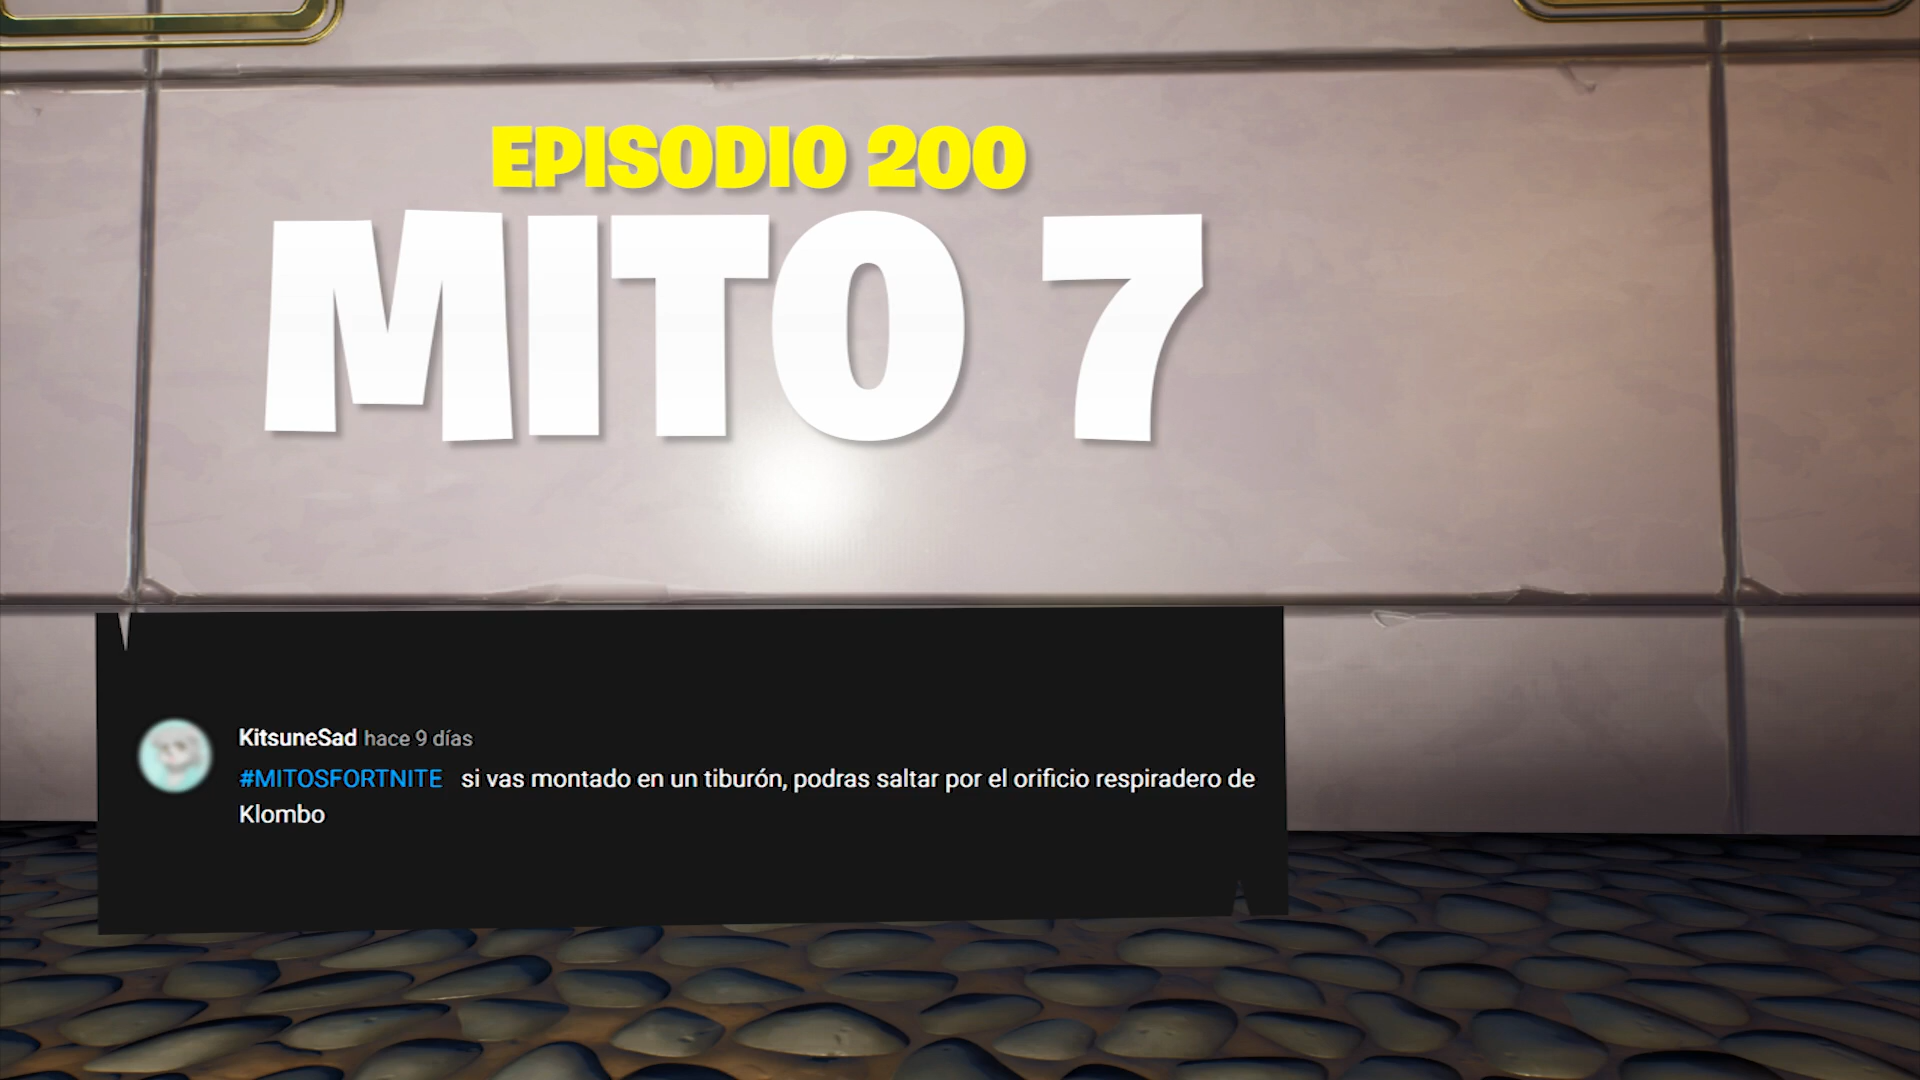 EPISODIO 200
MITO 7
KitsuneSad hace 9 días
#MITOSFORTNITE si vas montado en un tiburón, podras saltar por el orificio respiradero de
Klombo